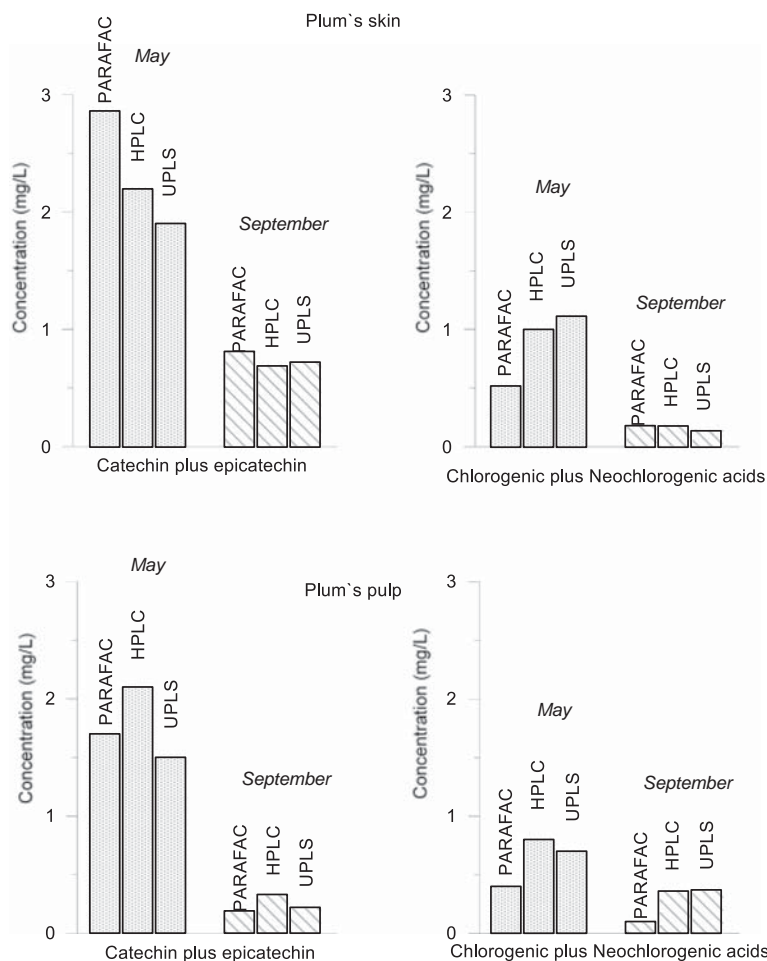 Plum`s skin
May
PARAFAC
HPLC
UPLS
September
PARAFAC
HPLC
UPLS
Concentration (mg/L)
3
2
1
0
Catechin plus epicatechin
May
PARAFAC
HPLC
UPLS
September
PARAFAC
HPLC
UPLS
Concentration (mg/L)
3
2
1
0
Chlorogenic plus Neochlorogenic acids
Plum`s pulp
May
PARAFAC
HPLC
UPLS
September
PARAFAC
HPLC
UPLS
Concentration (mg/L)
3
2
1
0
Catechin plus epicatechin
May
PARAFAC
HPLC
UPLS
September
PARAFAC
HPLC
UPLS
Concentration (mg/L)
3
2
1
0
Chlorogenic plus Neochlorogenic acids